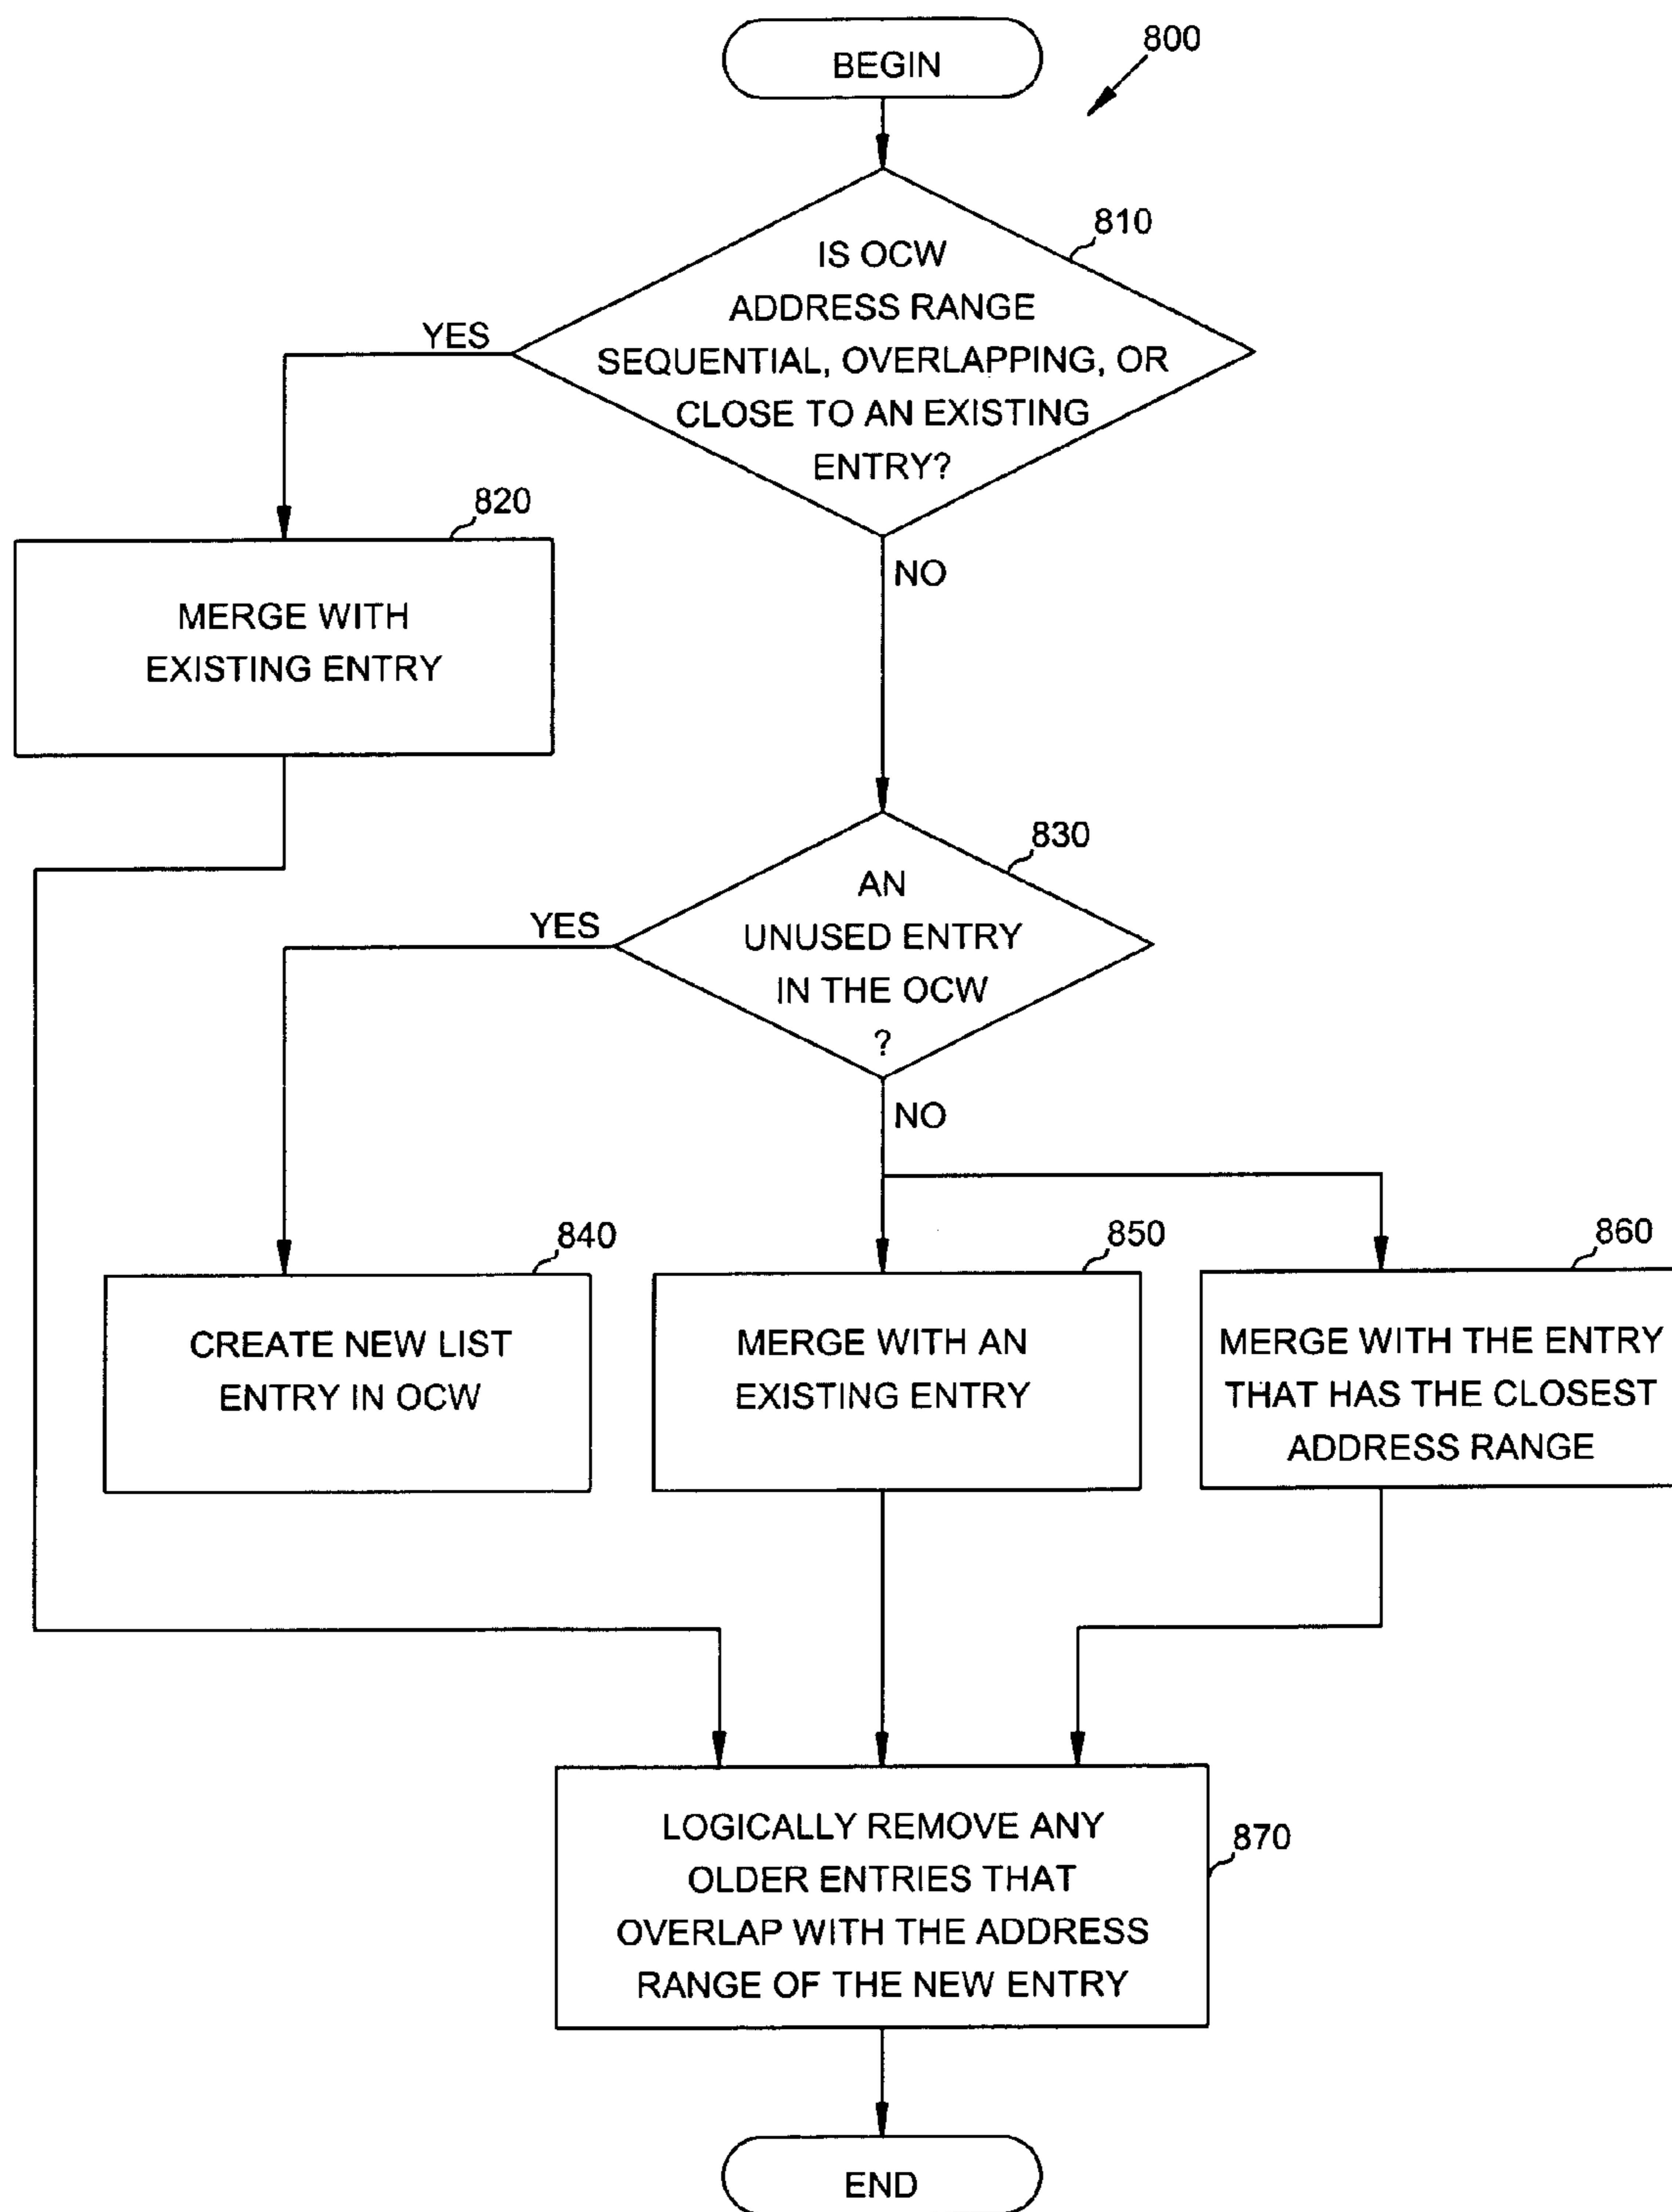 BEGIN
800
810
IS OCW
ADDRESS RANGE
SEQUENTIAL, OVERLAPPING, OR
CLOSE TO AN EXISTING
ENTRY?
YES
NO
820
MERGE WITH
EXISTING ENTRY
830
AN
UNUSED ENTRY
IN THE OCW
?
YES
NO
840
CREATE NEW LIST
ENTRY IN OCW
850
MERGE WITH AN
EXISTING ENTRY
860
MERGE WITH THE ENTRY
THAT HAS THE CLOSEST
ADDRESS RANGE
870
LOGICALLY REMOVE ANY
OLDER ENTRIES THAT
OVERLAP WITH THE ADDRESS
RANGE OF THE NEW ENTRY
END